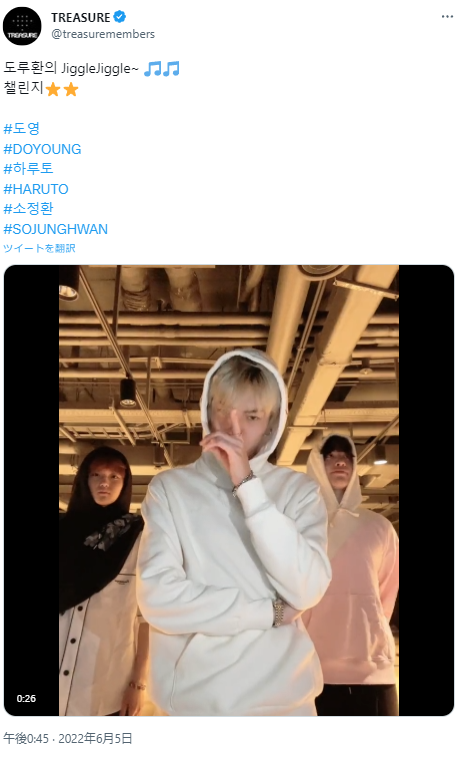 TREASURE
TREASURE
@treasuremembers
도루환의 JiggleJiggle~ 🎵🎵
챌린지⭐⭐
#도영
#DOYOUNG
#하루토
#HARUTO
#소정환
#SOJUNGHWAN
ツイートを翻訳
0:26
午後0:45 · 2022年6月5日